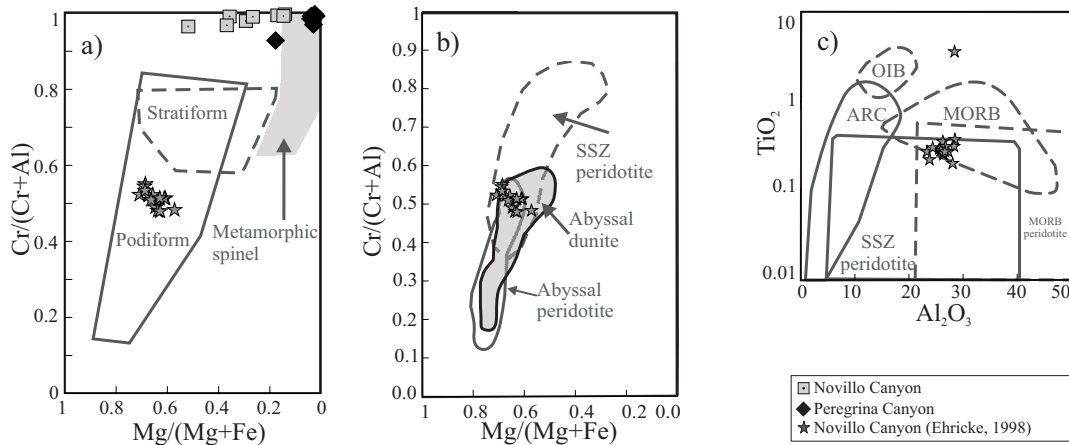 a)
Cr/(Cr+Al)
1
0.8
0.6
0.4
0.2
0
Stratiform
Podiform
Metamorphic
spinel
1
0.8
0.6
0.4
0.2
0
Mg/(Mg+Fe)
b)
Cr/(Cr+Al)
1
0.9
0.8
0.7
0.6
0.5
0.4
0.3
0.2
0.1
0.0
SSZ
peridotite
Abyssal
dunite
Abyssal
peridotite
1
0.8
0.6
0.4
0.2
0.0
Mg/(Mg+Fe)
c)
TiO2
10
1
0.1
0.01
OIB
ARC
MORB
MORB
peridotite
SSZ
peridotite
0
10
20
30
40
50
Al2O3
Novillo Canyon
Peregrina Canyon
Novillo Canyon (Ehricke, 1998)